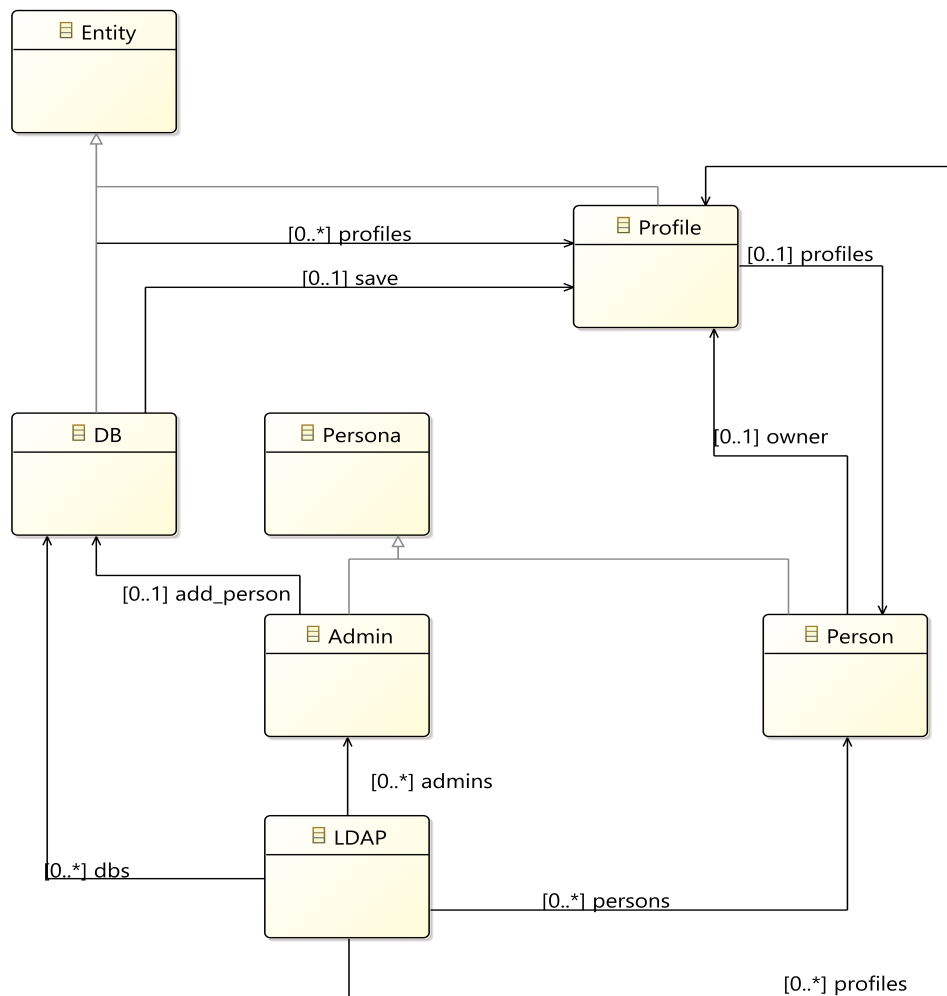 Entity
Profile
[0..*] profiles
[0..1] profiles
[0..1] save
DB
Persona
[0..1] owner
[0..1] add_person
Admin
Person
[0..*] admins
LDAP
[0..*] dbs
[0..*] persons
[0..*] profiles